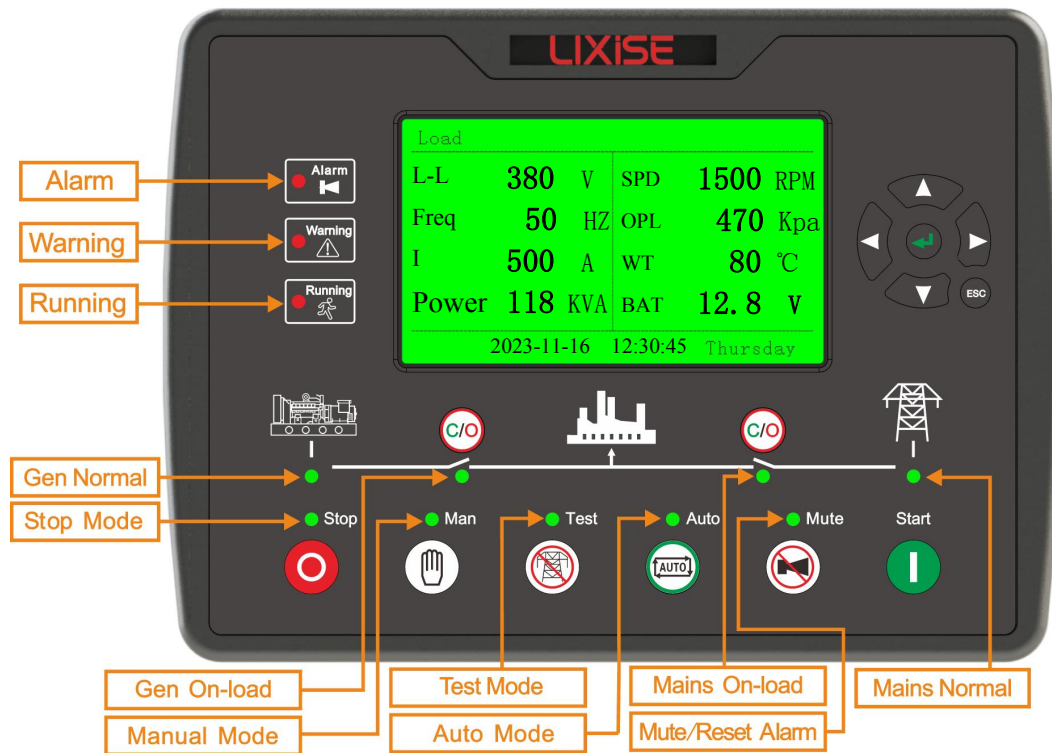 LIXiSE
Load
L-L 380 V SPD 1500 RPM
Freq 50 HZ OPL 470 Kpa
I 500 A WT 80 ℃
Power 118 KVA BAT 12.8 V
2023-11-16 12:30:45 Thursday
Alarm
Alarm
Warning
Warning
Running
Running
ESC
C/O
C/O
Gen Normal
Stop Mode
Stop
Man
Test
Auto
Mute
Start
AUTO
Gen On-load
Test Mode
Mains On-load
Mains Normal
Manual Mode
Auto Mode
Mute/Reset Alarm